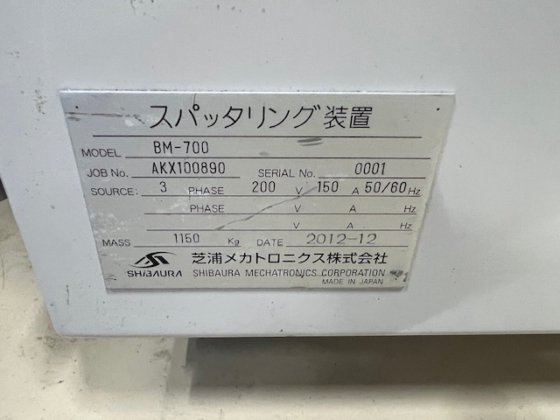 スパッタリング装置
MODEL BM-700
JOB No. AKX100890 SERIAL No. 0001
SOURCE: 3 PHASE 200 V 150 A 50/60 Hz
PHASE V A Hz
PHASE V A Hz
MASS 1150 Kg DATE 2012-12
SHIBAURA 芝浦メカトロニクス株式会社
SHIBAURA MECHATRONICS CORPORATION
MADE IN JAPAN